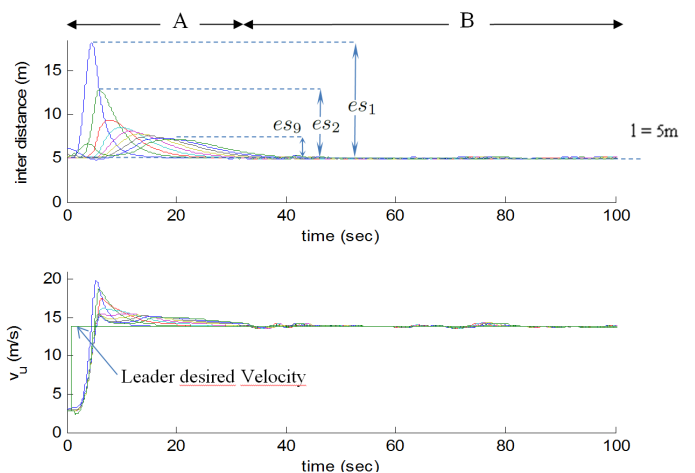 A B
15
10
5
0
0 20 40 60 80 100
inter distance (m)
time (sec)
es₉ es₂ es₁
l = 5m
20
15
10
5
0
0 20 40 60 80 100
v_u (m/s)
time (sec)
Leader desired Velocity